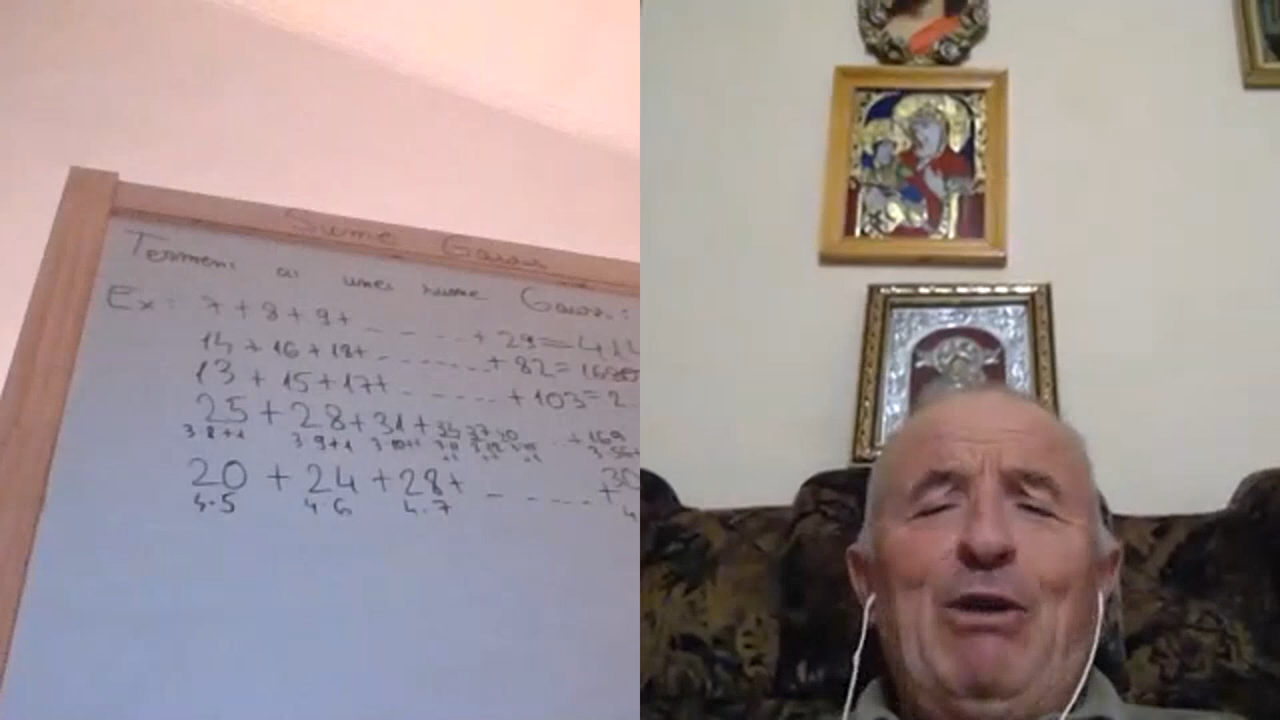 Sume Gauss
Termeni ai unei sume Gauss:
Ex: 7 + 8 + 9 + - - - - - - + 29 = 414
14 + 16 + 18 + - - - - - - + 82 =
13 + 15 + 17 + - - - - - - + 103 = 2
25 + 28 + 31 + 34 37 40 + 169
3·8+1 3·9+1 3·10+1
20 + 24 + 28 + - - - - - +
4·5 4·6 4·7